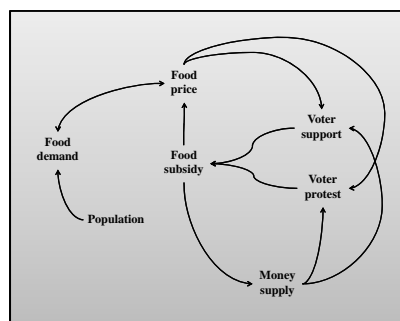 Food
price
Voter
support
Food
demand
Food
subsidy
Voter
protest
Population
Money
supply